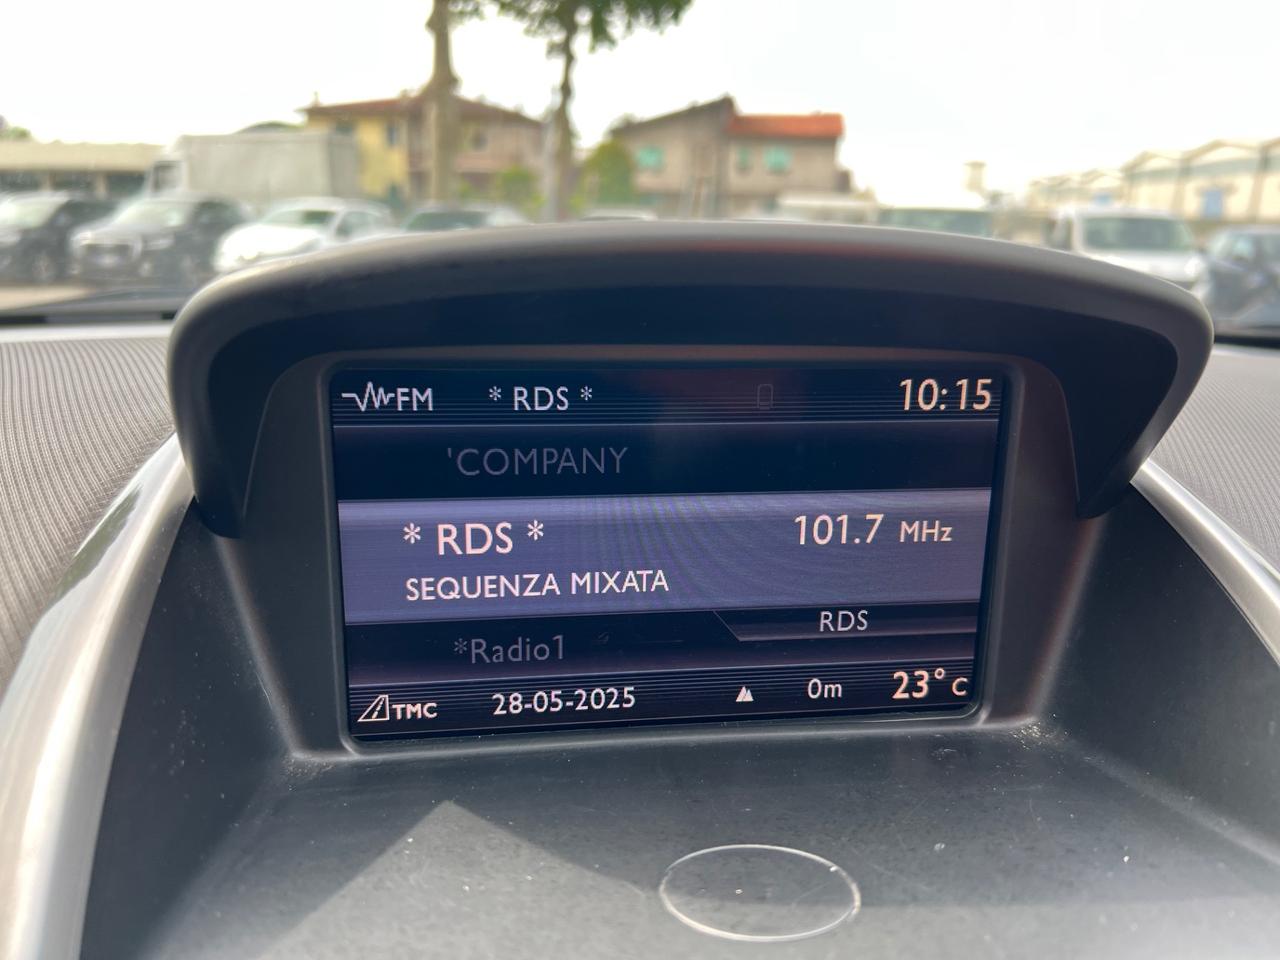 FM * RDS * 10:15
'COMPANY
* RDS * 101.7 MHz
SEQUENZA MIXATA
RDS
*Radio1
TMC 28-05-2025 0m 23°C